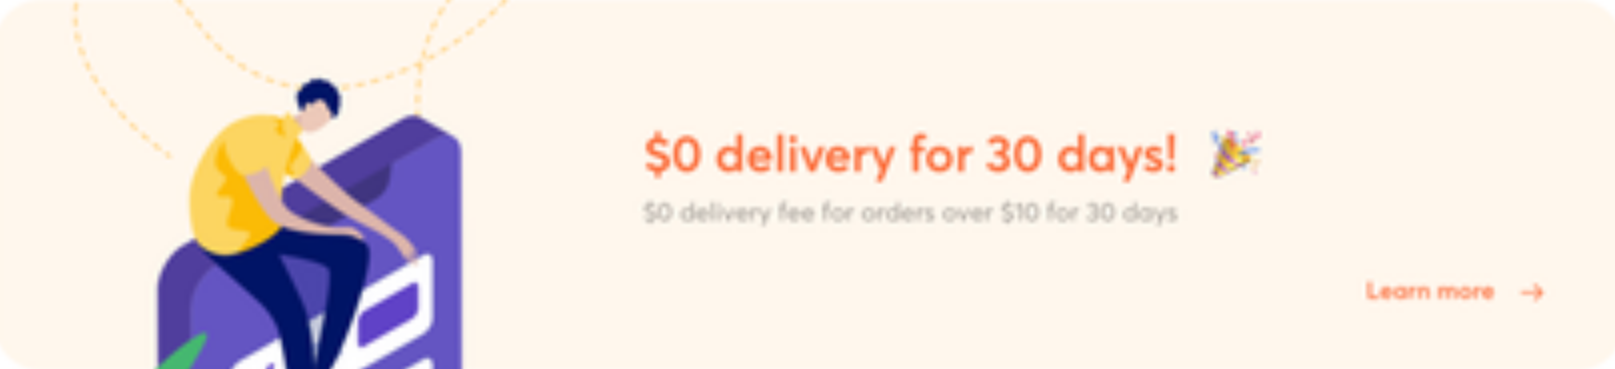 $0 delivery for 30 days! 🎉
$0 delivery fee for orders over $10 for 30 days
Learn more →